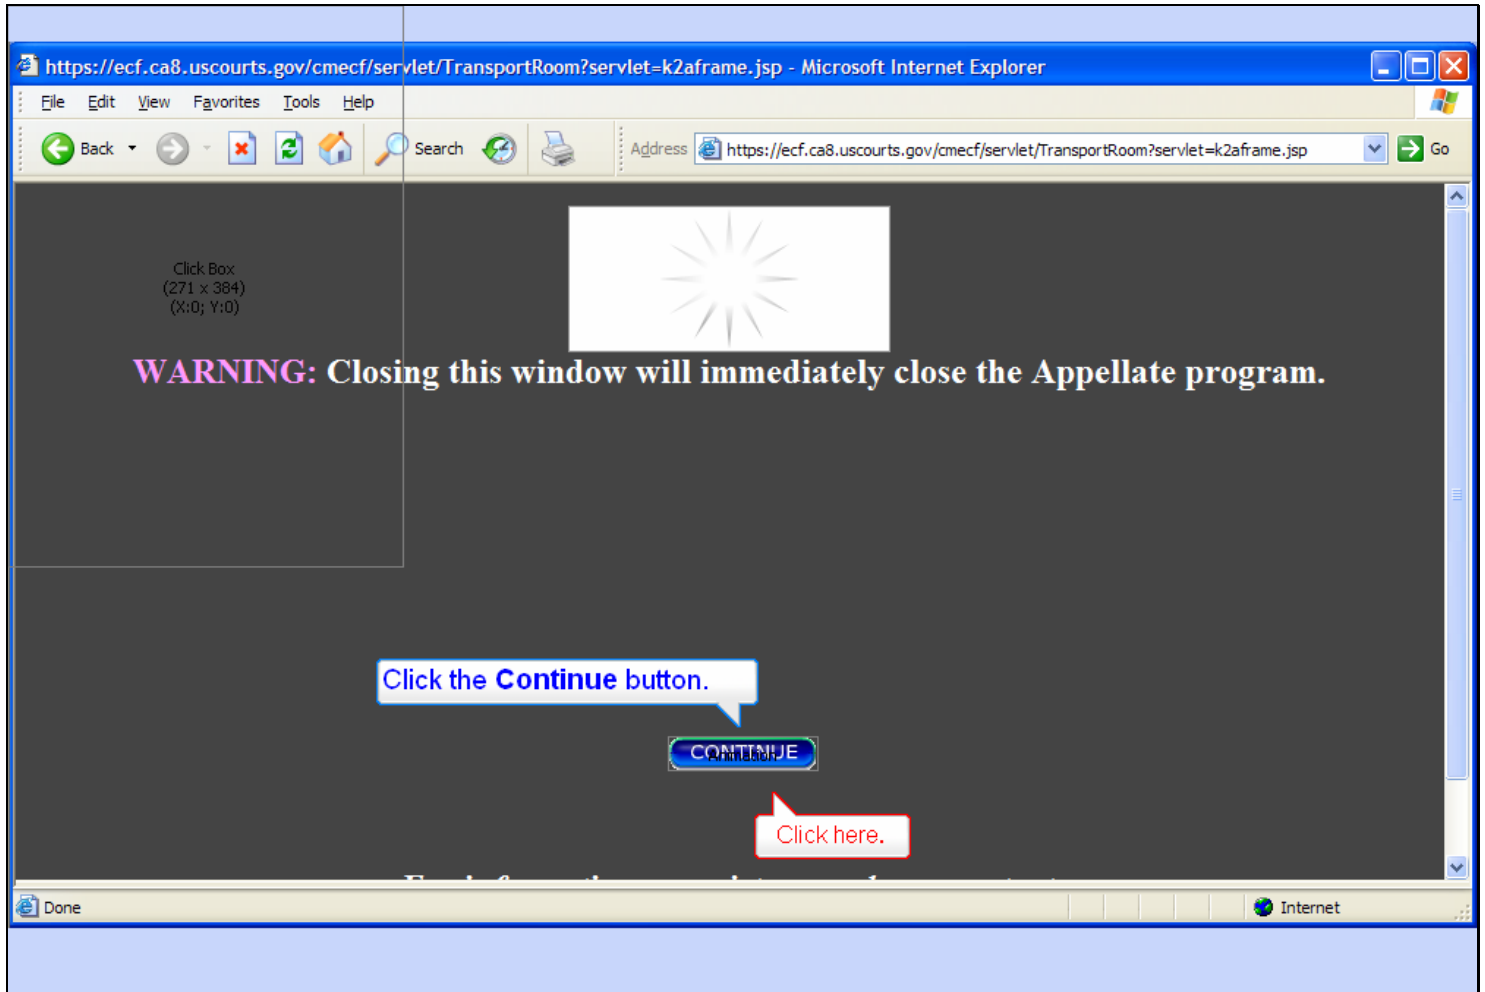 https://ecf.ca8.uscourts.gov/cmecf/servlet/TransportRoom?servlet=k2aframe.jsp - Microsoft Internet Explorer
File Edit View Favorites Tools Help
Back Search Address https://ecf.ca8.uscourts.gov/cmecf/servlet/TransportRoom?servlet=k2aframe.jsp Go
Click Box
(271 x 384)
(X:0; Y:0)
WARNING: Closing this window will immediately close the Appellate program.
Click the Continue button.
CONTINUE
Animation
Click here.
Done Internet